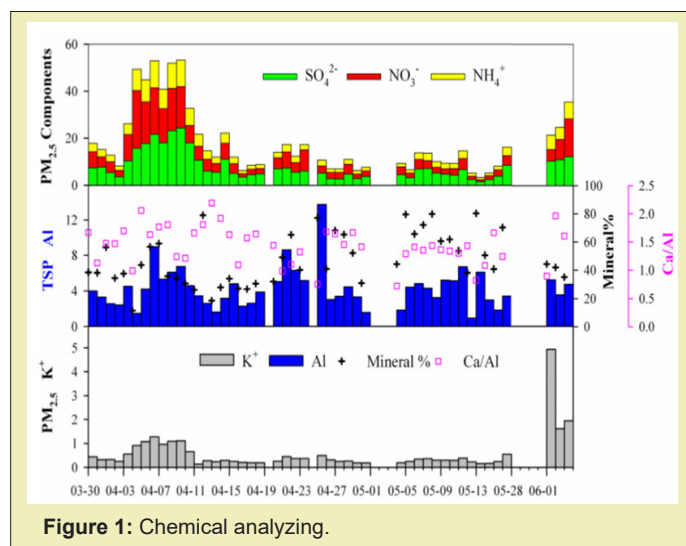 60
40
20
0
PM2.5 Components
SO₄²⁻ NO₃⁻ NH₄⁺
12
8
4
0
TSP Al
100
80
60
40
20
0
Mineral%
2.5
2.0
1.5
1.0
0.5
0.0
Ca/Al
5
4
3
2
1
0
PM2.5 K⁺
K⁺ Al Mineral % Ca/Al
03-30 04-03 04-07 04-11 04-15 04-19 04-23 04-27 05-01 05-05 05-09 05-13 05-28 06-01
Figure 1: Chemical analyzing.